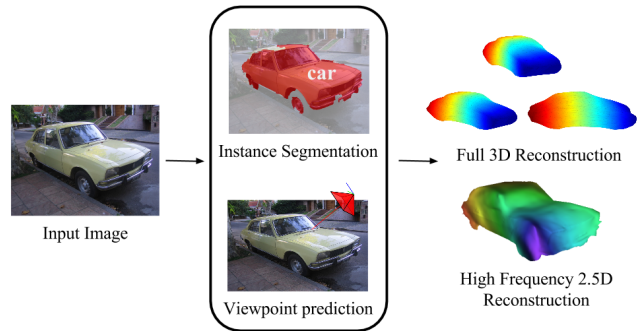 Input Image
car
Instance Segmentation
Viewpoint prediction
Full 3D Reconstruction
High Frequency 2.5D
Reconstruction